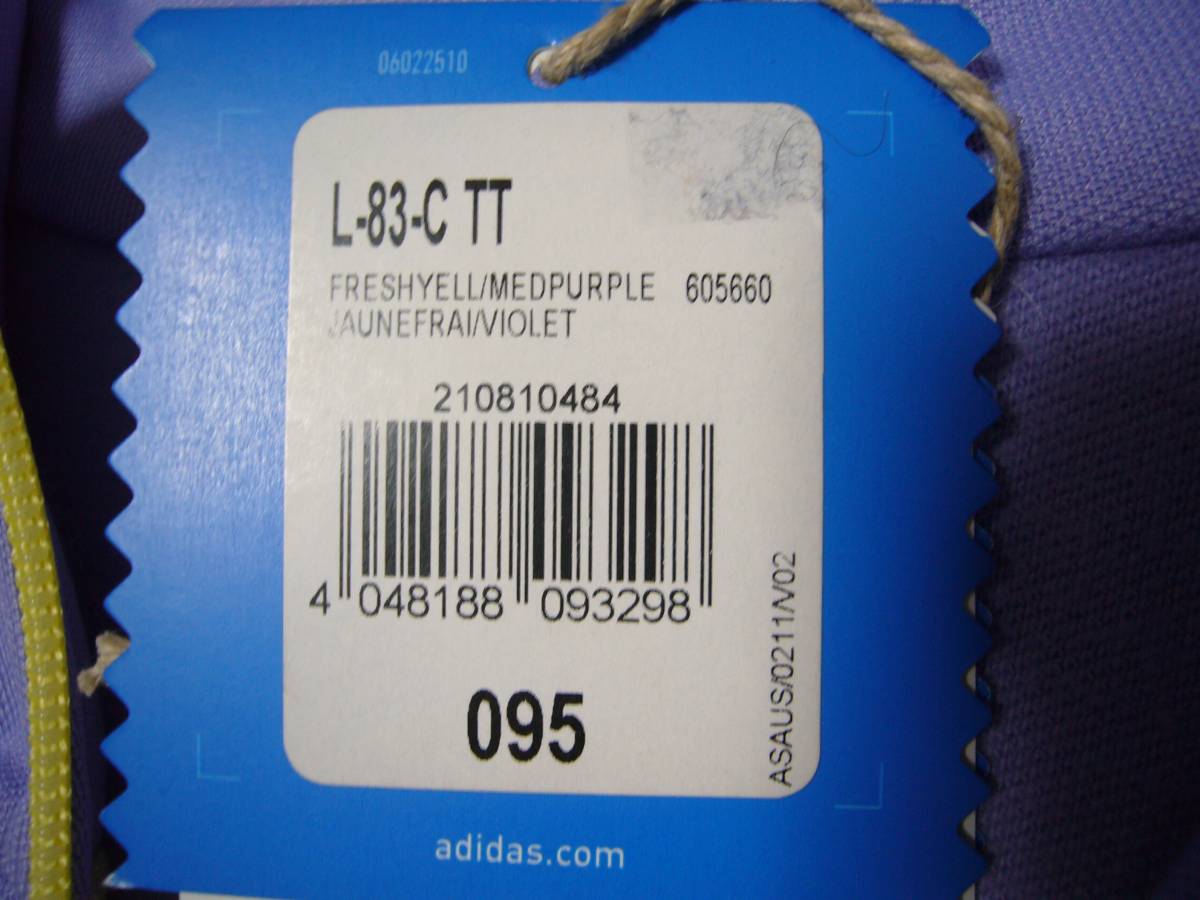 06022510
L-83-C TT
FRESHYELL/MEDPURPLE 605660
JAUNEFRAI/VIOLET
210810484
4 048188 093298
095
ASAUS/0211/V02
adidas.com